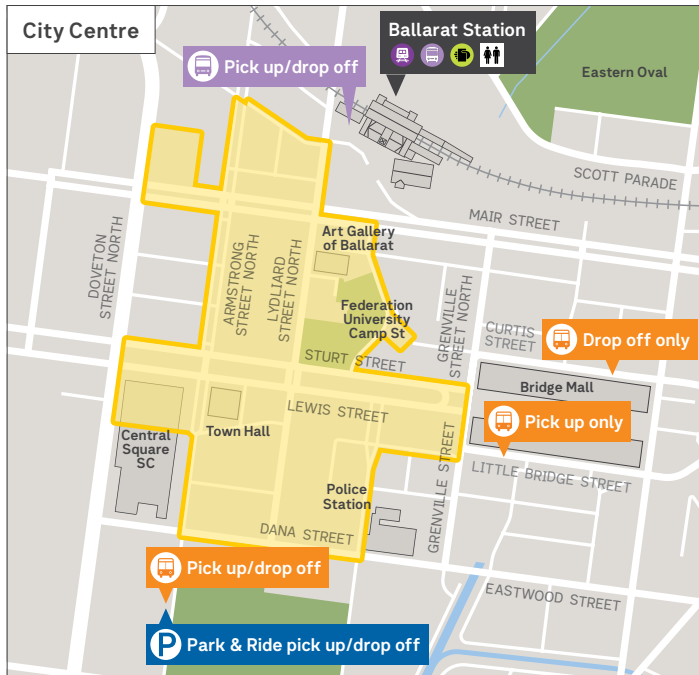 City Centre
Ballarat Station
Pick up/drop off
Eastern Oval
SCOTT PARADE
MAIR STREET
Art Gallery
of Ballarat
DOVETON
STREET NORTH
ARMSTRONG
STREET NORTH
LYDLIARD
STREET NORTH
Federation
University
Camp St
GRENVILLE
STREET NORTH
CURTIS
STREET
Drop off only
STURT STREET
Bridge Mall
LEWIS STREET
Pick up only
Town Hall
Central
Square
SC
LITTLE BRIDGE STREET
GRENVILLE STREET
Police
Station
DANA STREET
EASTWOOD STREET
Pick up/drop off
P
Park & Ride pick up/drop off